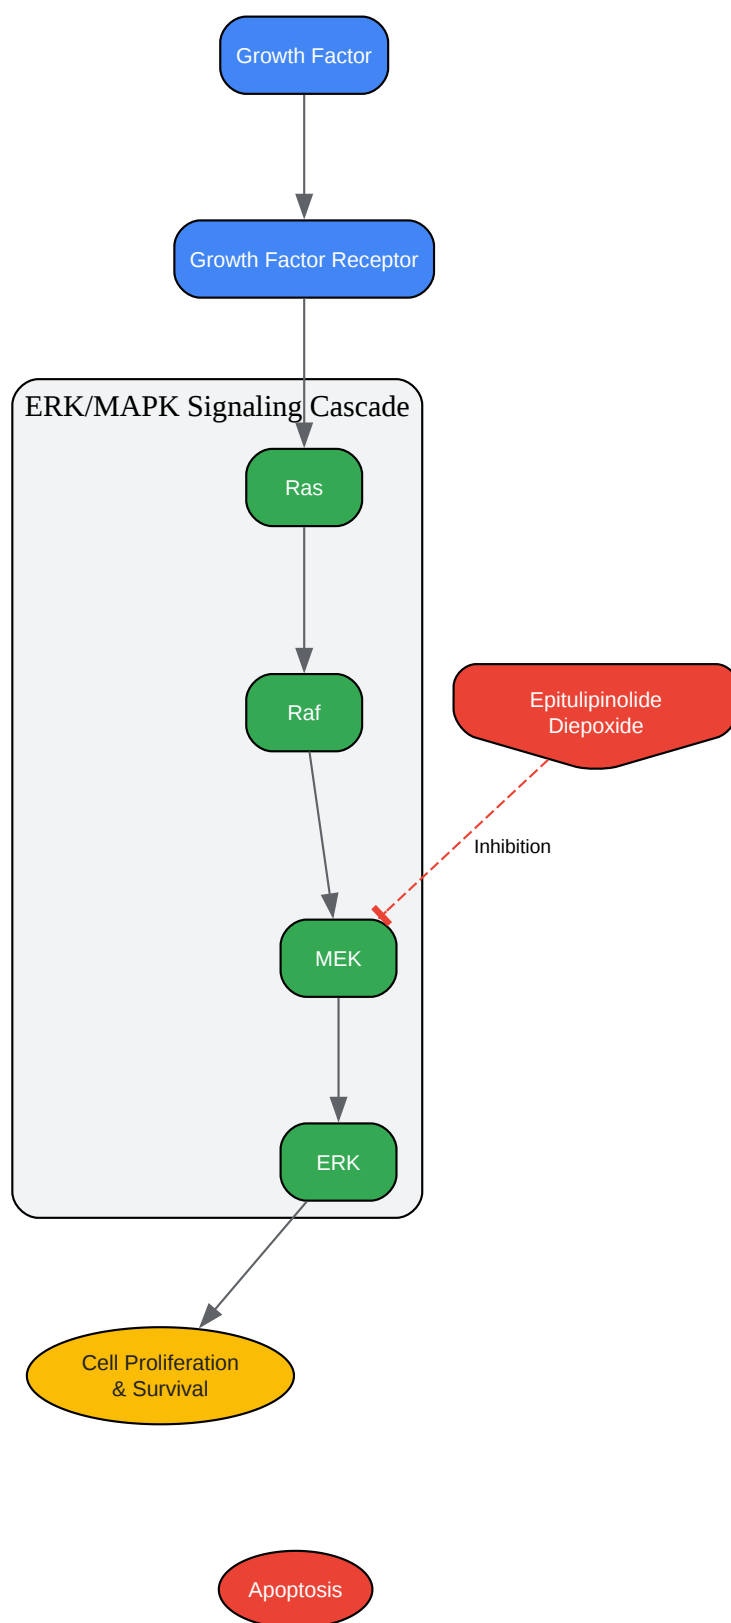 Growth Factor
Growth Factor Receptor
ERK/MAPK Signaling Cascade
Ras
Raf
Epitulipinolide
Diepoxide
Inhibition
MEK
ERK
Cell Proliferation
& Survival
Apoptosis